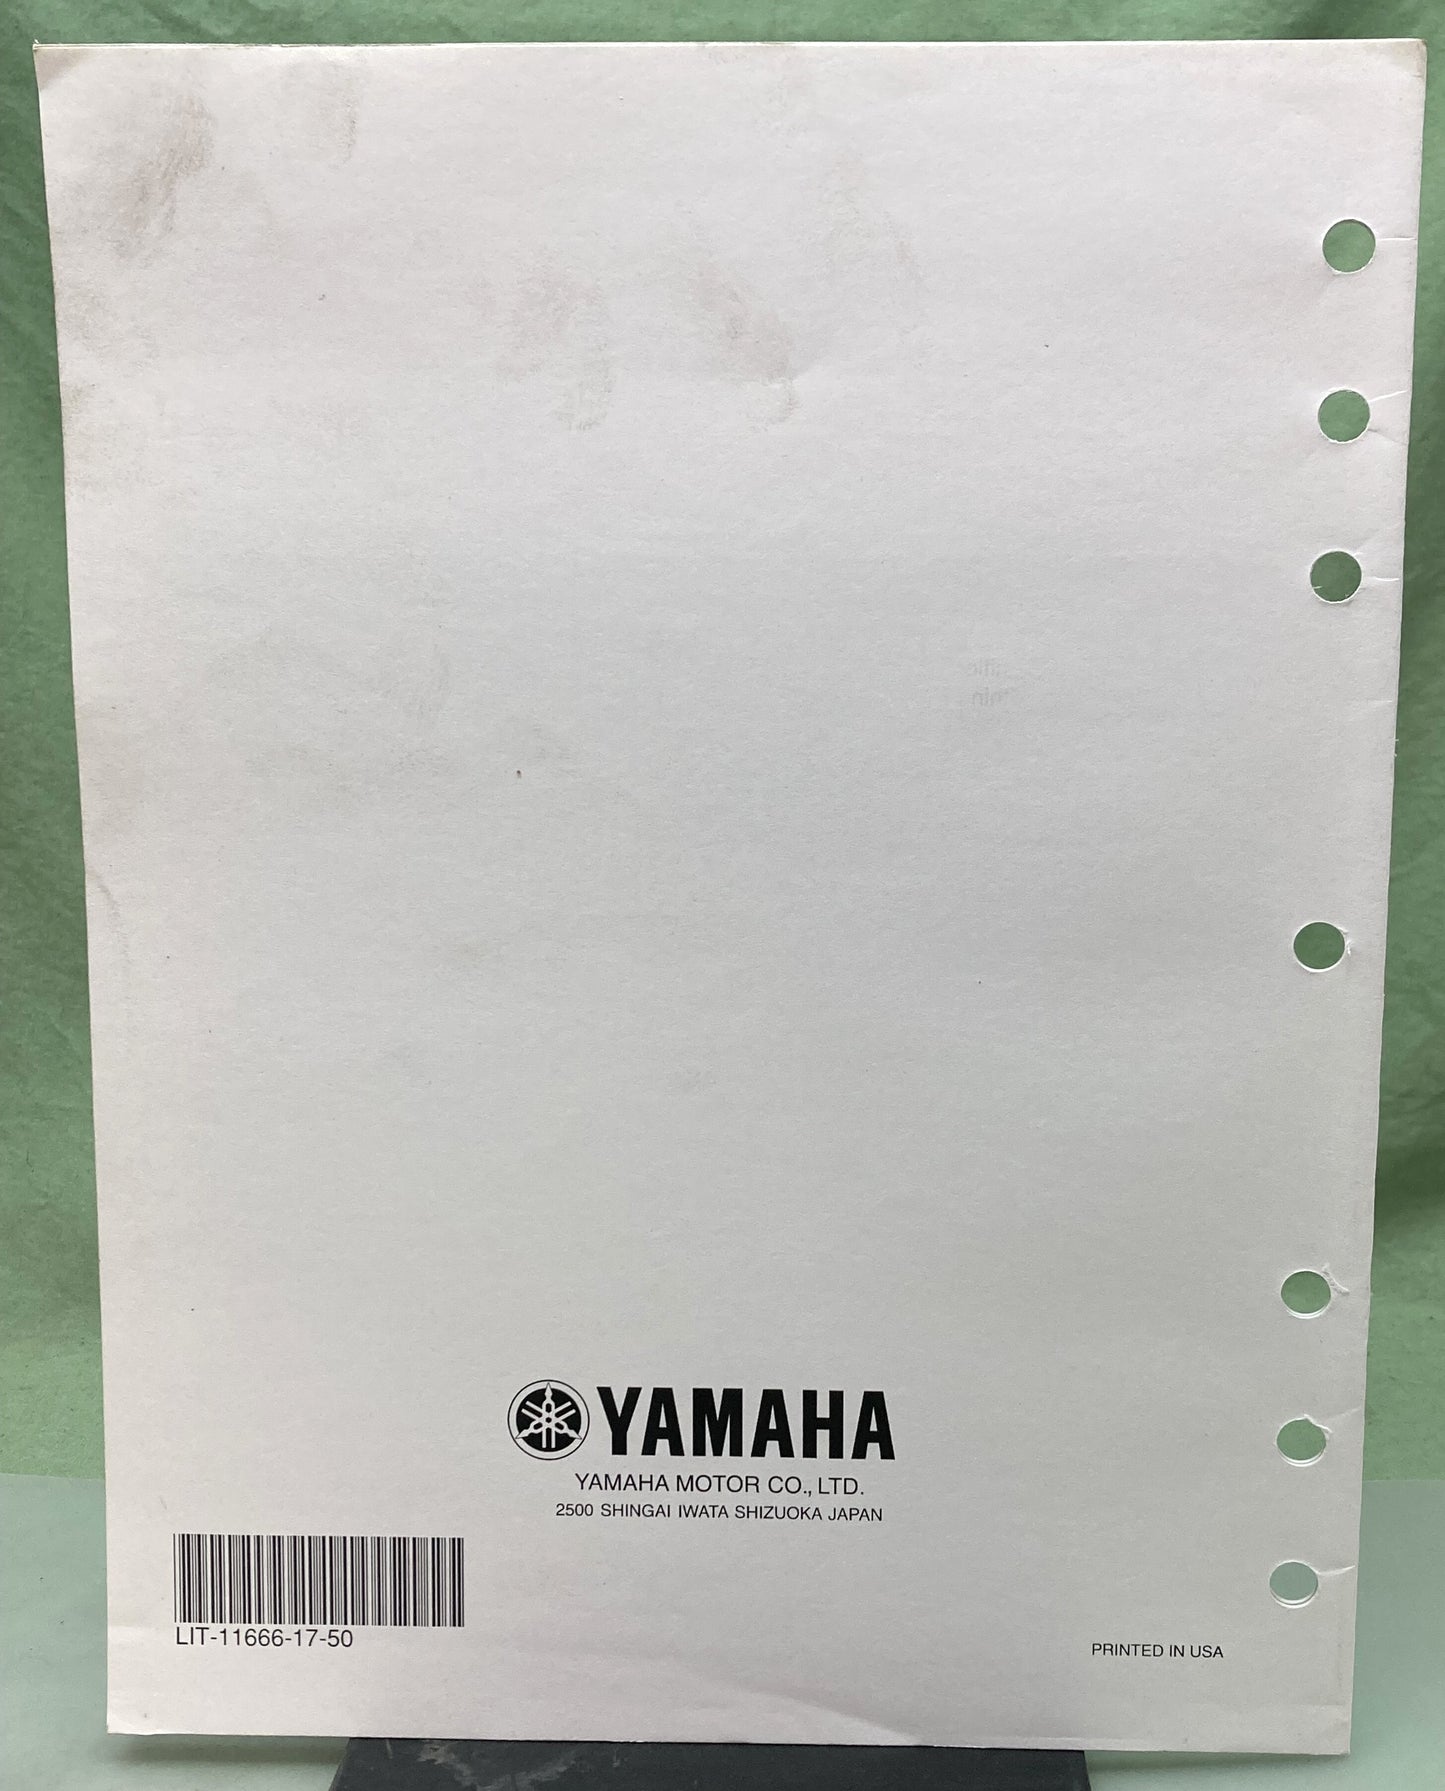 YAMAHA
YAMAHA MOTOR CO., LTD.
2500 SHINGAI IWATA SHIZUOKA JAPAN
LIT-11666-17-50
PRINTED IN USA